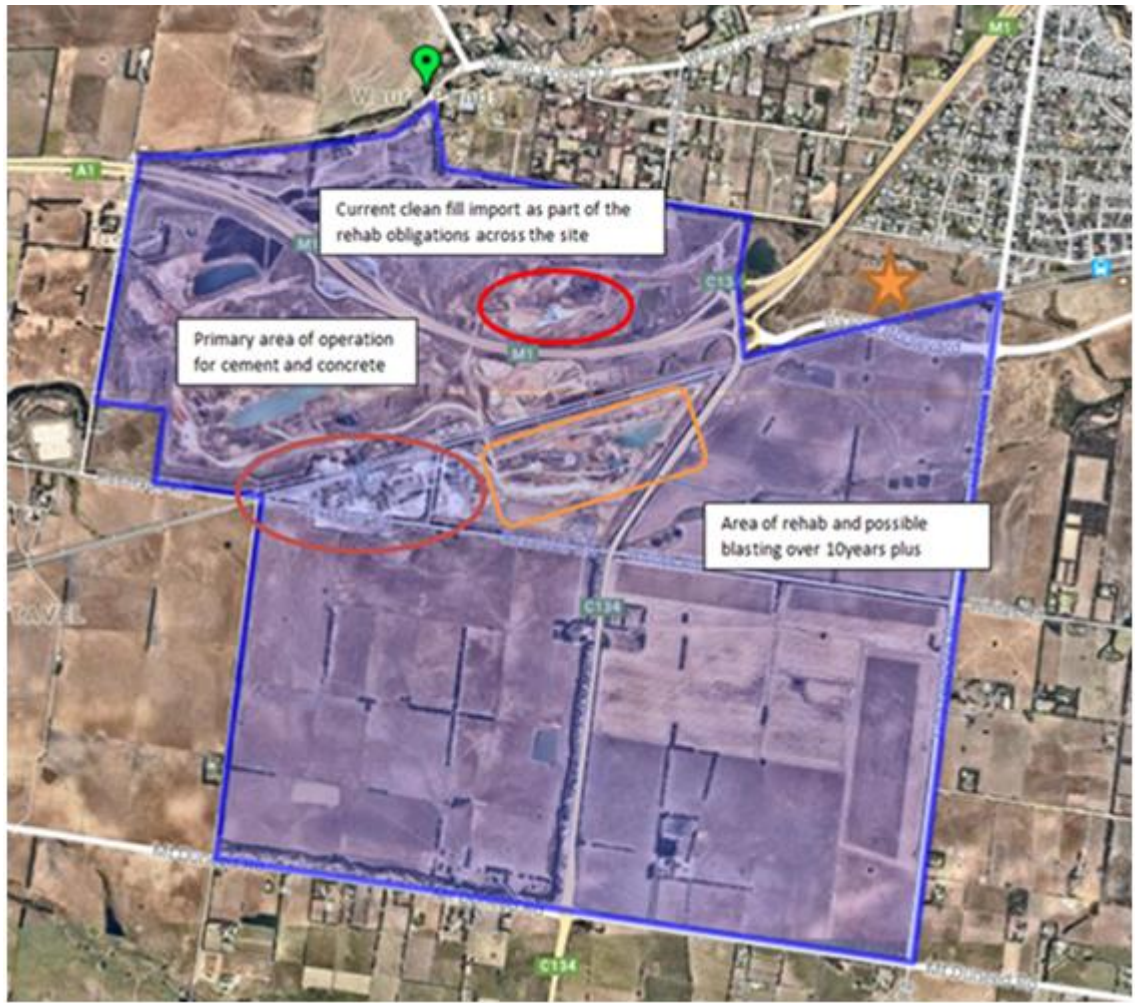 M1
A1
Current clean fill import as part of the
rehab obligations across the site
M1
C13
Primary area of operation
for cement and concrete
M1
Area of rehab and possible
blasting over 10years plus
C134
C134